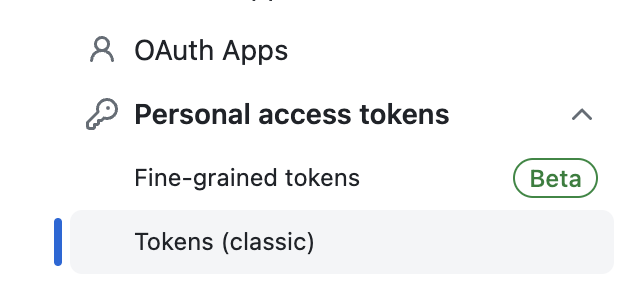 OAuth Apps
Personal access tokens
Fine-grained tokens Beta
Tokens (classic)